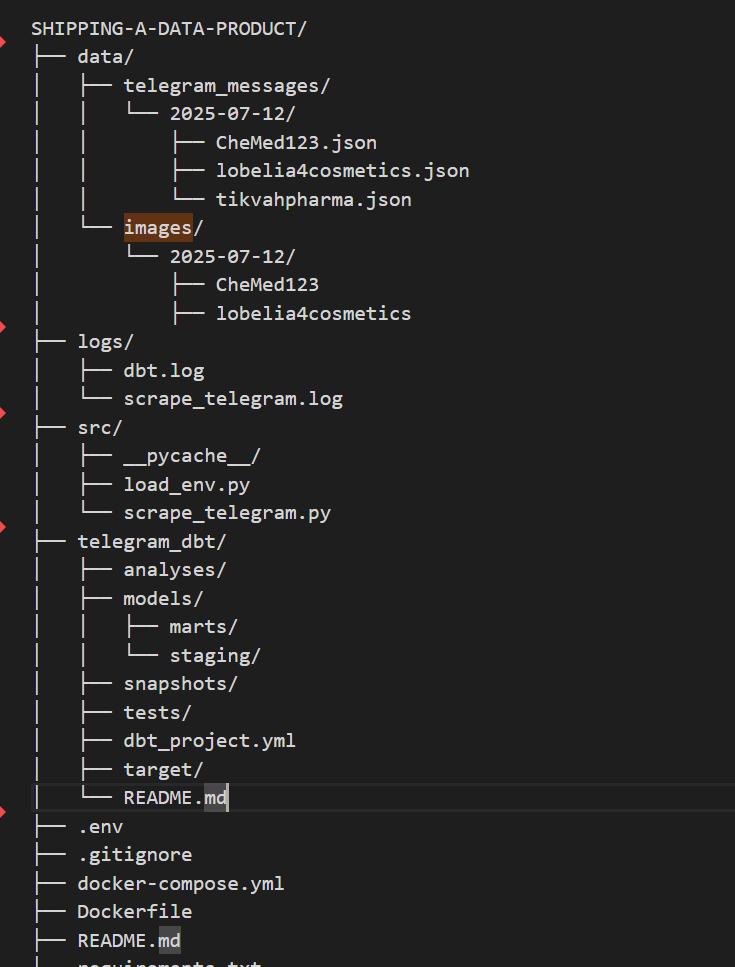 SHIPPING-A-DATA-PRODUCT/
├── data/
│   ├── telegram_messages/
│   │   └── 2025-07-12/
│   │       ├── CheMed123.json
│   │       ├── lobelia4cosmetics.json
│   │       └── tikvahpharma.json
│   └── images/
│       └── 2025-07-12/
│           ├── CheMed123
│           ├── lobelia4cosmetics
├── logs/
│   ├── dbt.log
│   └── scrape_telegram.log
├── src/
│   ├── __pycache__/
│   ├── load_env.py
│   └── scrape_telegram.py
├── telegram_dbt/
│   ├── analyses/
│   ├── models/
│   │   ├── marts/
│   │   └── staging/
│   ├── snapshots/
│   ├── tests/
│   ├── dbt_project.yml
│   ├── target/
│   └── README.md
├── .env
├── .gitignore
├── docker-compose.yml
├── Dockerfile
├── README.md
├── requirements.txt